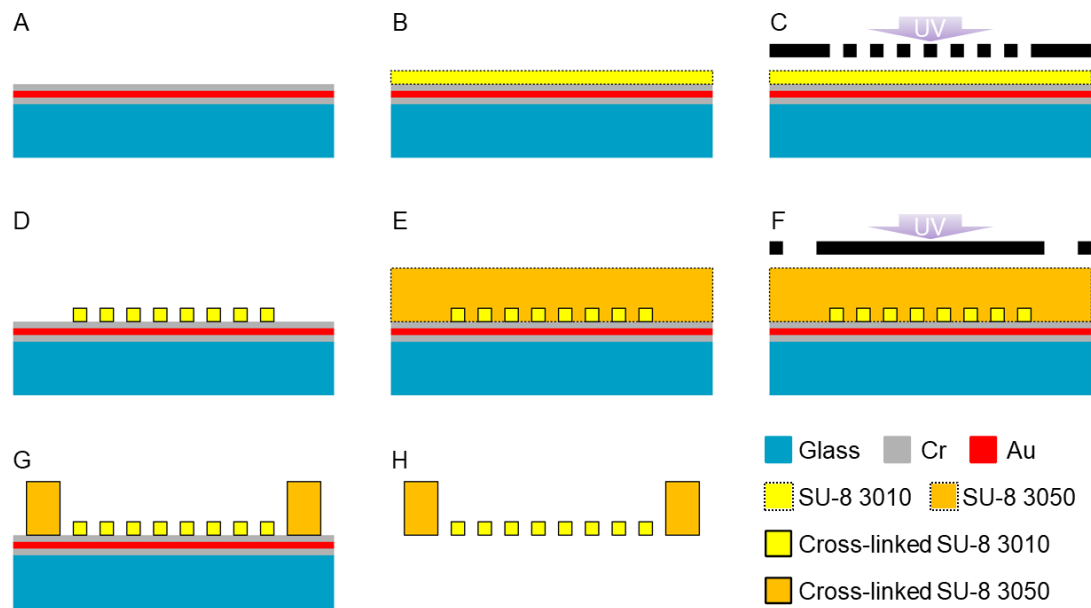 A
B
C
UV
D
E
F
UV
G
H
Glass Cr Au
SU-8 3010 SU-8 3050
Cross-linked SU-8 3010
Cross-linked SU-8 3050